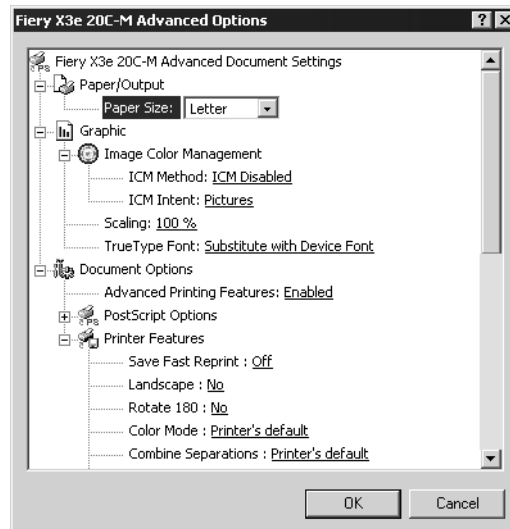 Fiery X3e 20C-M Advanced Options
Fiery X3e 20C-M Advanced Document Settings
Paper/Output
Paper Size: Letter
Graphic
Image Color Management
ICM Method: ICM Disabled
ICM Intent: Pictures
Scaling: 100 %
TrueType Font: Substitute with Device Font
Document Options
Advanced Printing Features: Enabled
PostScript Options
Printer Features
Save Fast Reprint : Off
Landscape : No
Rotate 180 : No
Color Mode : Printer's default
Combine Separations : Printer's default
OK Cancel